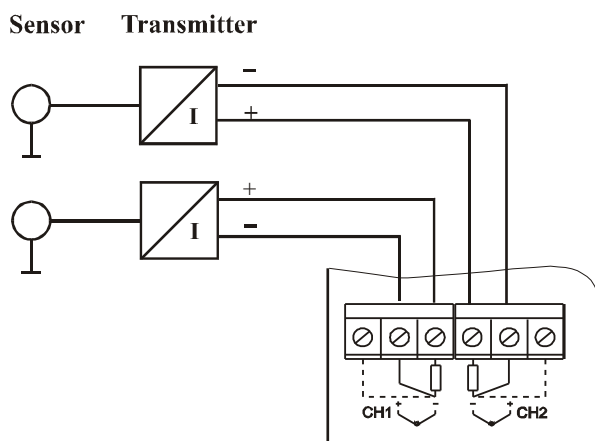 Sensor Transmitter
−
I
+
+
I
−
CH1 + − − + CH2